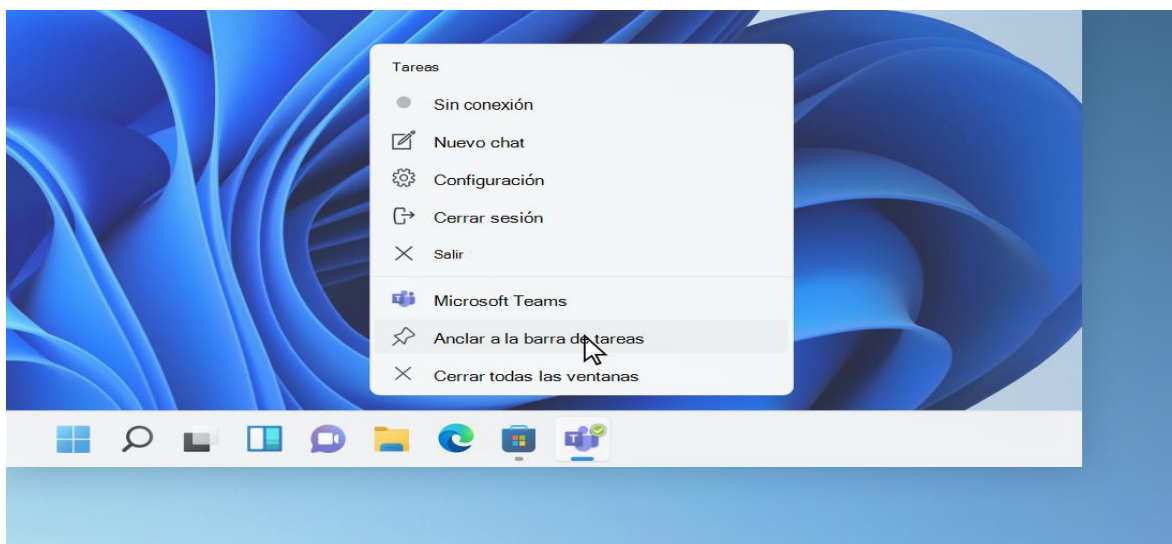 Tareas
Sin conexión
Nuevo chat
Configuración
Cerrar sesión
Salir
Microsoft Teams
Anclar a la barra de tareas
Cerrar todas las ventanas